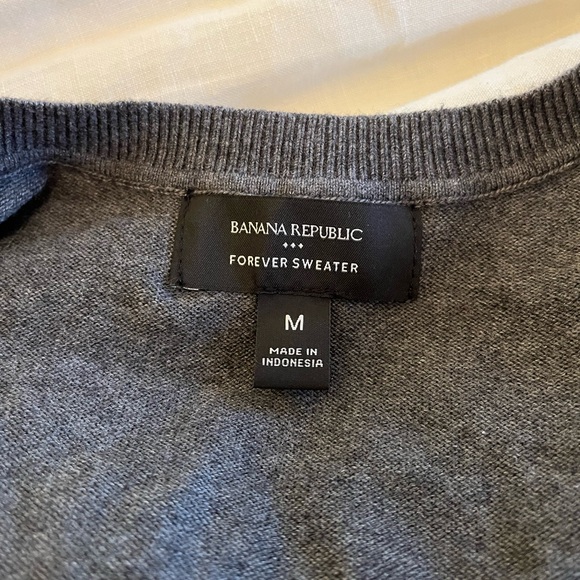 BANANA REPUBLIC
FOREVER SWEATER
M
MADE IN
INDONESIA